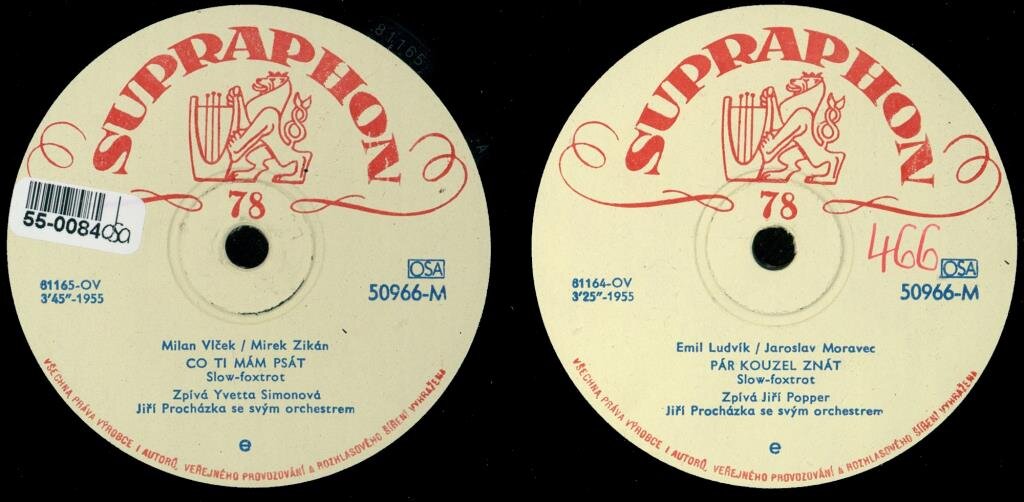 81165
SUPRAPHON
78
55-0084 osa
81165-OV
3'45"-1955
OSA
50966-M
Milan Vlček / Mirek Zikán
CO TI MÁM PSÁT
Slow-foxtrot
Zpívá Yvetta Simonová
Jiří Procházka se svým orchestrem
e
VŠECHNA PRÁVA VÝROBCE I AUTORŮ, VEŘEJNÉHO PROVOZOVÁNÍ A ROZHLASOVÉHO ŠÍŘENÍ VYHRAŽENA
SUPRAPHON
78
466
81164-OV
3'25"-1955
OSA
50966-M
Emil Ludvík / Jaroslav Moravec
PÁR KOUZEL ZNÁT
Slow-foxtrot
Zpívá Jiří Popper
Jiří Procházka se svým orchestrem
e
VŠECHNA PRÁVA VÝROBCE I AUTORŮ, VEŘEJNÉHO PROVOZOVÁNÍ A ROZHLASOVÉHO ŠÍŘENÍ VYHRAŽENA